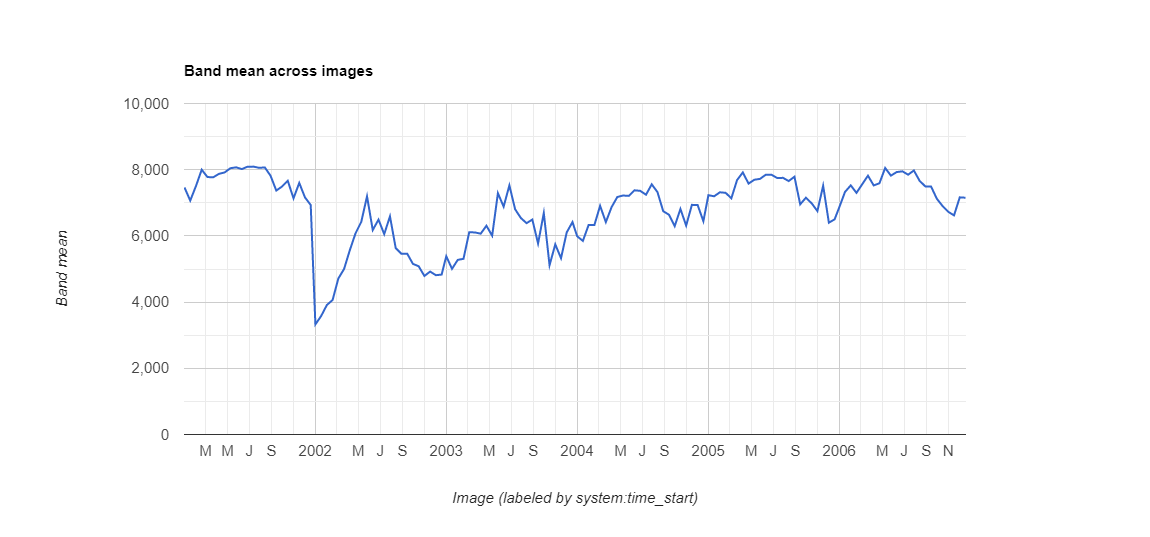 Band mean across images
10,000
8,000
6,000
4,000
2,000
0
Band mean
M M J S 2002 M J S 2003 M J S 2004 M J S 2005 M J S 2006 M J S N
Image (labeled by system:time_start)